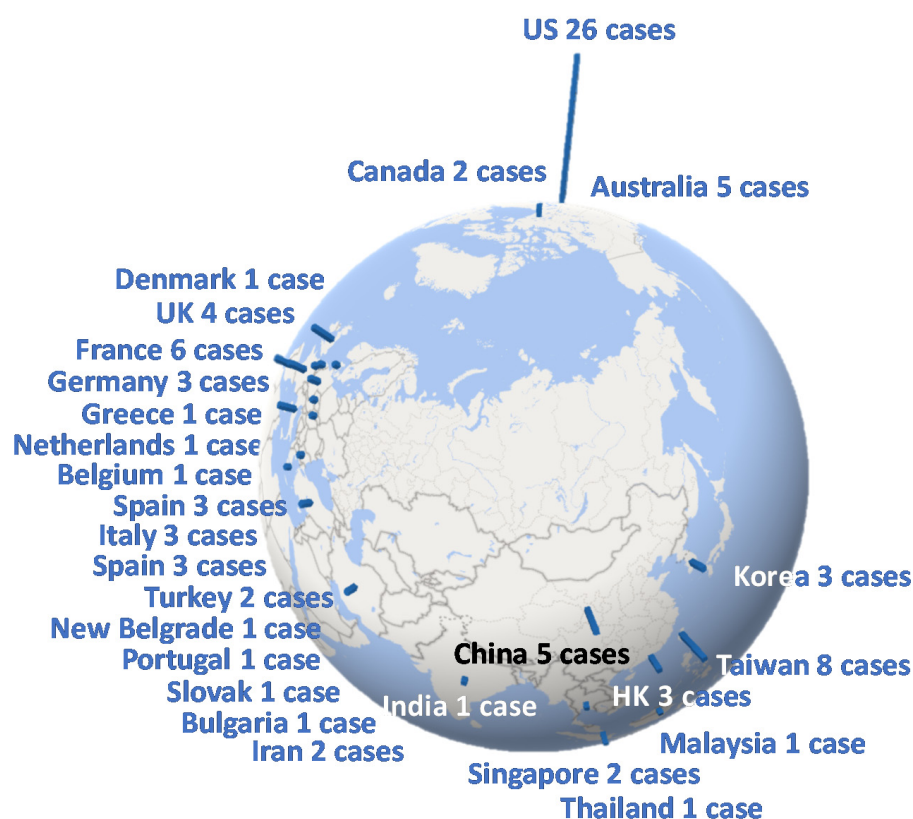 US 26 cases
Canada 2 cases
Australia 5 cases
Denmark 1 case
UK 4 cases
France 6 cases
Germany 3 cases
Greece 1 case
Netherlands 1 case
Belgium 1 case
Spain 3 cases
Italy 3 cases
Spain 3 cases
Turkey 2 cases
New Belgrade 1 case
Portugal 1 case
Slovak 1 case
Bulgaria 1 case
Iran 2 cases
Korea 3 cases
China 5 cases
Taiwan 8 cases
HK 3 cases
India 1 case
Malaysia 1 case
Singapore 2 cases
Thailand 1 case